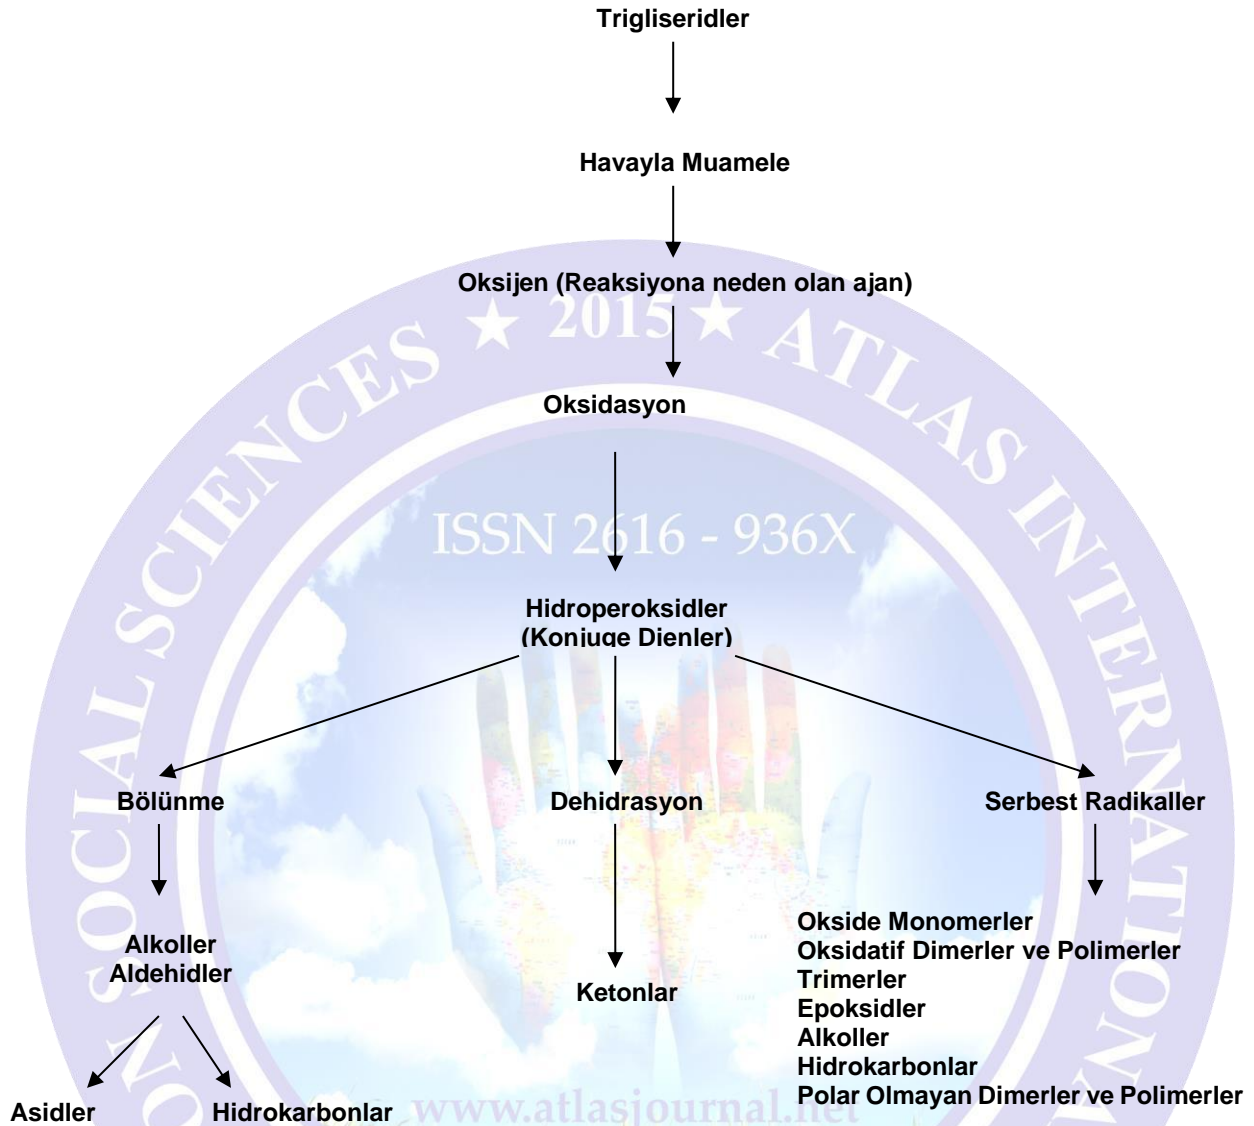 Trigliseridler
Havayla Muamele
Oksijen (Reaksiyona neden olan ajan)
★ 2015 ★ ATLAS INTERNATIONAL
ON SOCIAL SCIENCES
Oksidasyon
ISSN 2616 - 936X
Hidroperoksidler
(Konjuge Dienler)
Bölünme
Dehidrasyon
Serbest Radikaller
Alkoller
Aldehidler
Ketonlar
Okside Monomerler
Oksidatif Dimerler ve Polimerler
Trimerler
Epoksidler
Alkoller
Hidrokarbonlar
Polar Olmayan Dimerler ve Polimerler
Asidler
Hidrokarbonlar
www.atlasjournal.net